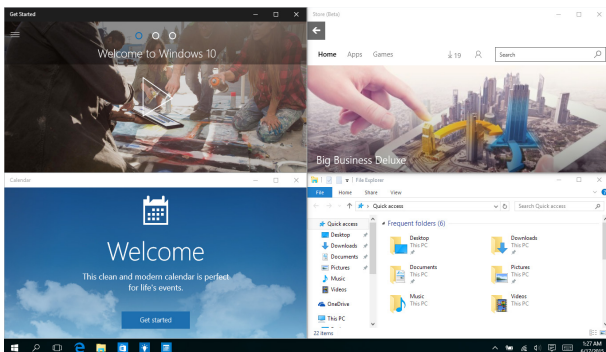 Get Started
Welcome to Windows 10
Store (Beta)
Home Apps Games
19
Search
Big Business Deluxe
Calendar
Welcome
This clean and modern calendar is perfect
for life's events.
Get started
File Explorer
File Home Share View
Quick access
Search Quick access
Quick access
Desktop
Downloads
Documents
Pictures
Music
Videos
OneDrive
This PC
Frequent folders (6)
Desktop
This PC
Downloads
This PC
Documents
This PC
Pictures
This PC
Music
This PC
Videos
This PC
22 items
1:27 AM
6/17/2015